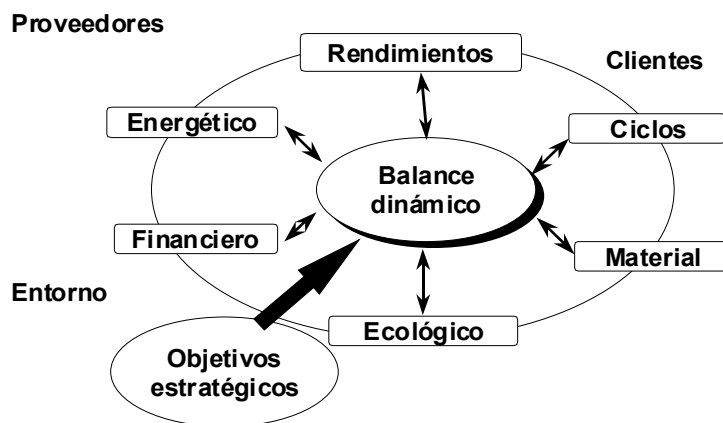 Proveedores
Rendimientos
Clientes
Energético
Ciclos
Balance
dinámico
Financiero
Material
Entorno
Ecológico
Objetivos
estratégicos